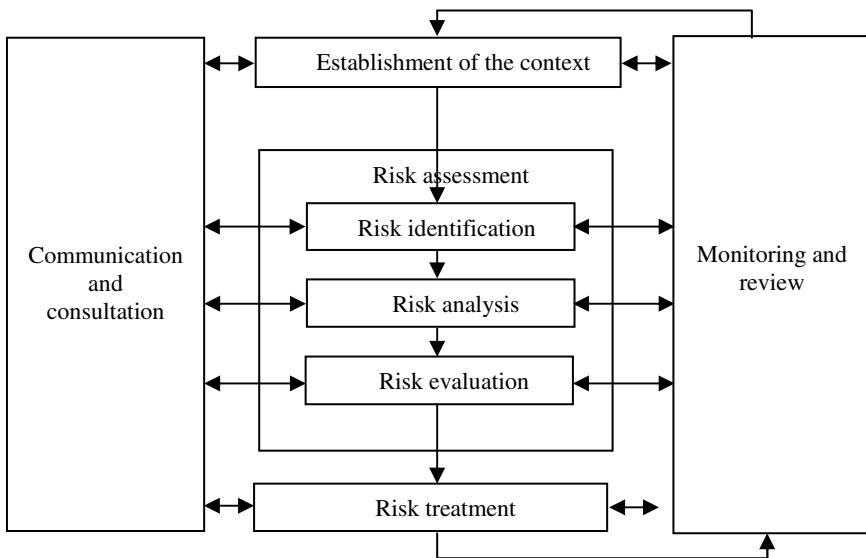 Establishment of the context
Risk assessment
Risk identification
Communication
and
consultation
Monitoring and
review
Risk analysis
Risk evaluation
Risk treatment